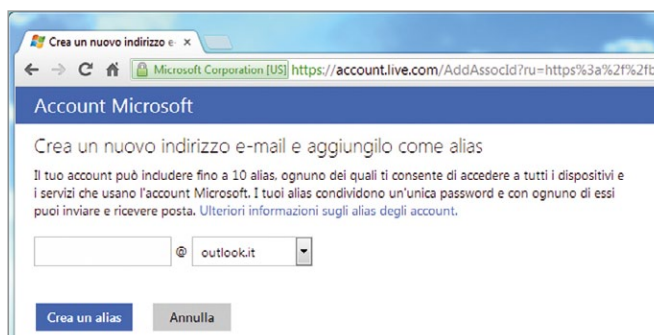 Crea un nuovo indirizzo e-
Microsoft Corporation [US] https://account.live.com/AddAssocId?ru=https%3a%2f%2fb
Account Microsoft
Crea un nuovo indirizzo e-mail e aggiungilo come alias
Il tuo account può includere fino a 10 alias, ognuno dei quali ti consente di accedere a tutti i dispositivi e
i servizi che usano l'account Microsoft. I tuoi alias condividono un'unica password e con ognuno di essi
puoi inviare e ricevere posta. Ulteriori informazioni sugli alias degli account.
@ outlook.it
Crea un alias Annulla